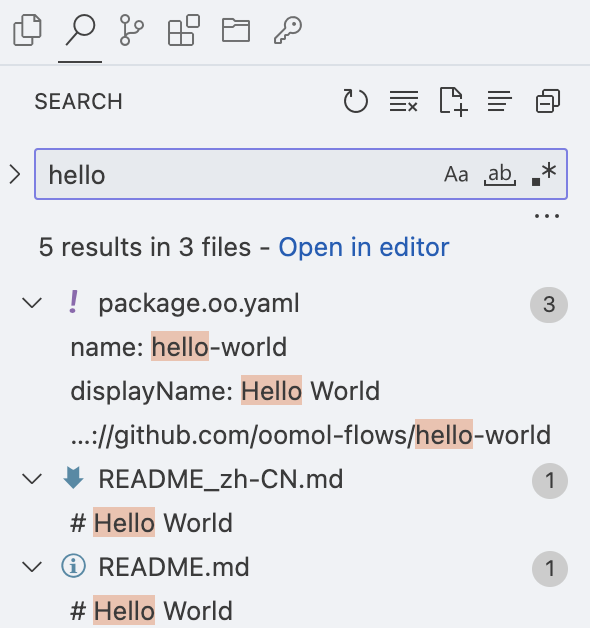 SEARCH
hello Aa ab .*
...
5 results in 3 files - Open in editor
package.oo.yaml 3
name: hello-world
displayName: Hello World
...://github.com/oomol-flows/hello-world
README_zh-CN.md 1
# Hello World
README.md 1
# Hello World